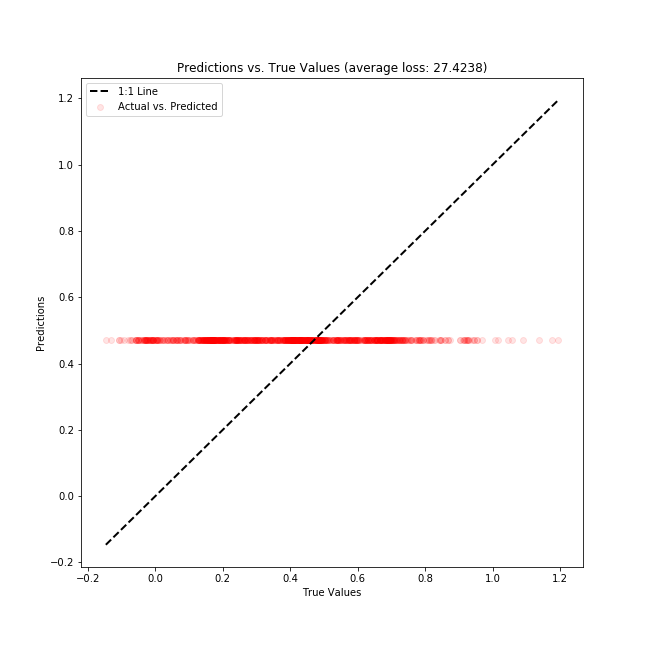 Predictions vs. True Values (average loss: 27.4238)
1:1 Line
Actual vs. Predicted
1.2
1.0
0.8
0.6
0.4
0.2
0.0
−0.2
Predictions
−0.2 0.0 0.2 0.4 0.6 0.8 1.0 1.2
True Values